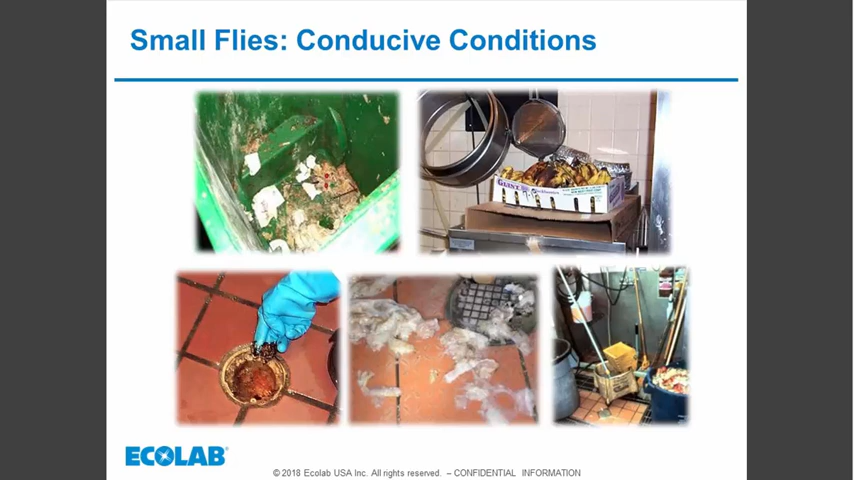 Small Flies: Conducive Conditions
ECOLAB®
© 2018 Ecolab USA Inc. All rights reserved. – CONFIDENTIAL INFORMATION